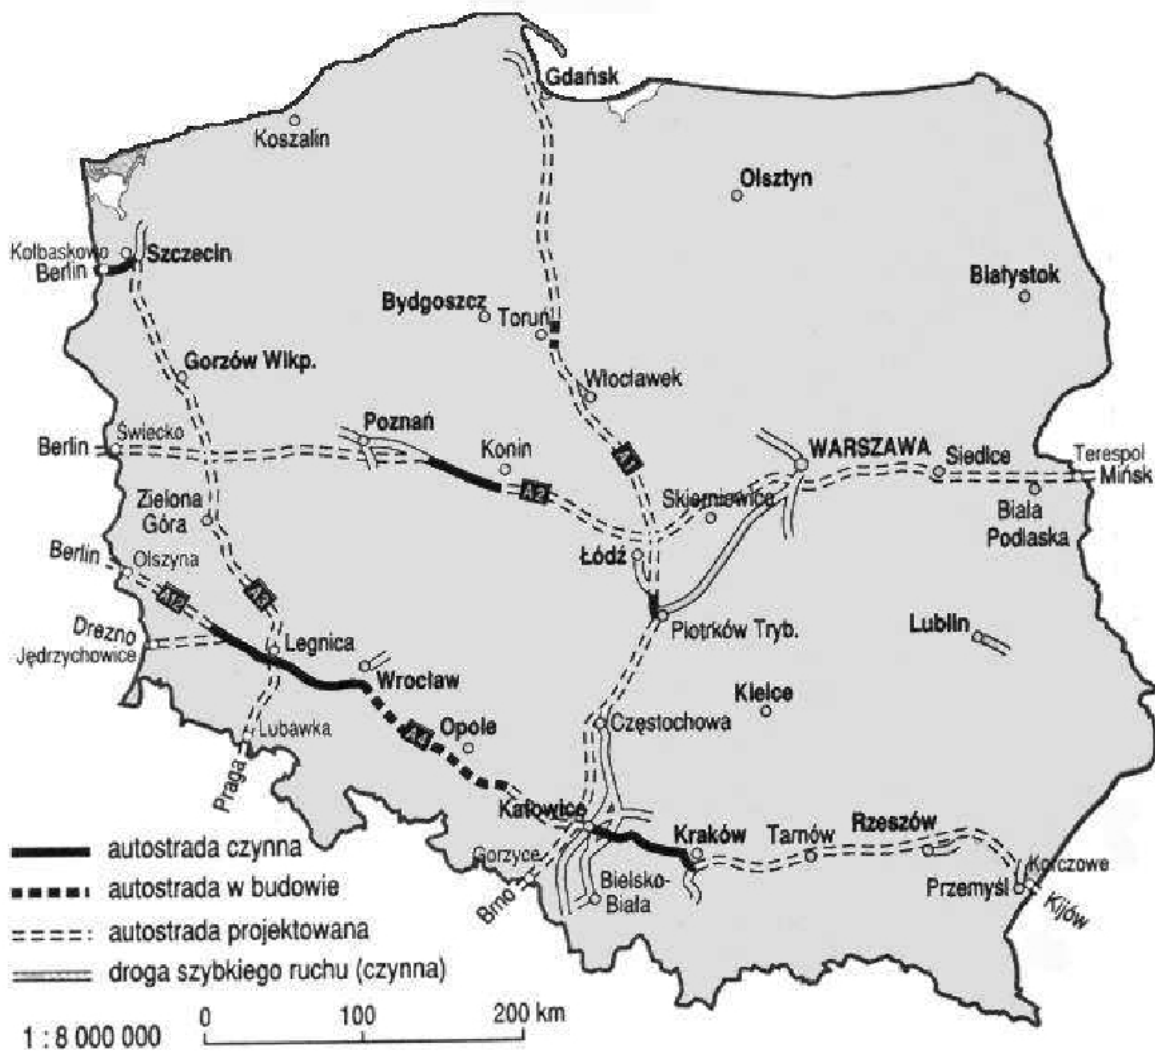 Gdańsk
Koszalin
Olsztyn
Kołbaskowo
Szczecin
Berlin
Białystok
Bydgoszcz
Toruń
Gorzów Wlkp.
Włocławek
Poznań
Świecko
Berlin
Konin
A1
WARSZAWA
Siedlce
Terespol
Mińsk
A2
Skierniewice
Zielona
Góra
Biała
Podlaska
Berlin
Olszyna
Łódź
A12
A3
Drezno
Jędrzychowice
Legnica
Piotrków Tryb.
Lublin
Wrocław
Kielce
Lubawka
A4
Opole
Częstochowa
Praga
Katowice
Kraków
Tarnów
Rzeszów
Gorzyce
Korczowe
Przemyśl
Brno
Bielsko-
Biała
Kijów
autostrada czynna
autostrada w budowie
autostrada projektowana
droga szybkiego ruchu (czynna)
1 : 8 000 000
0 100 200 km